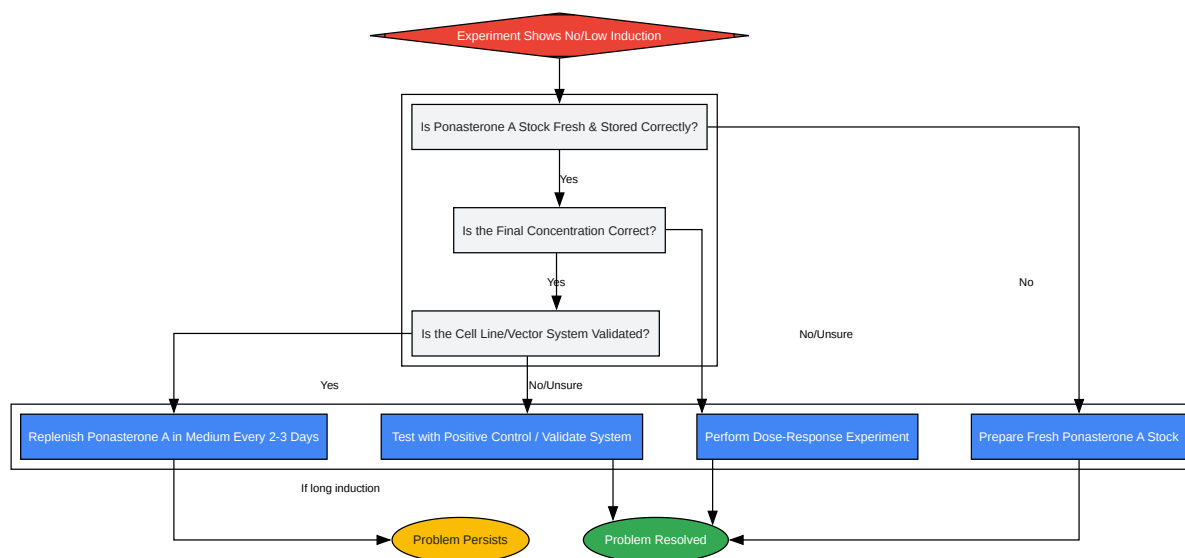 Experiment Shows No/Low Induction
Is Ponasterone A Stock Fresh & Stored Correctly?
Yes
Is the Final Concentration Correct?
Yes
No
Is the Cell Line/Vector System Validated?
No/Unsure
Yes
No/Unsure
Replenish Ponasterone A in Medium Every 2-3 Days
Test with Positive Control / Validate System
Perform Dose-Response Experiment
Prepare Fresh Ponasterone A Stock
If long induction
Problem Persists
Problem Resolved